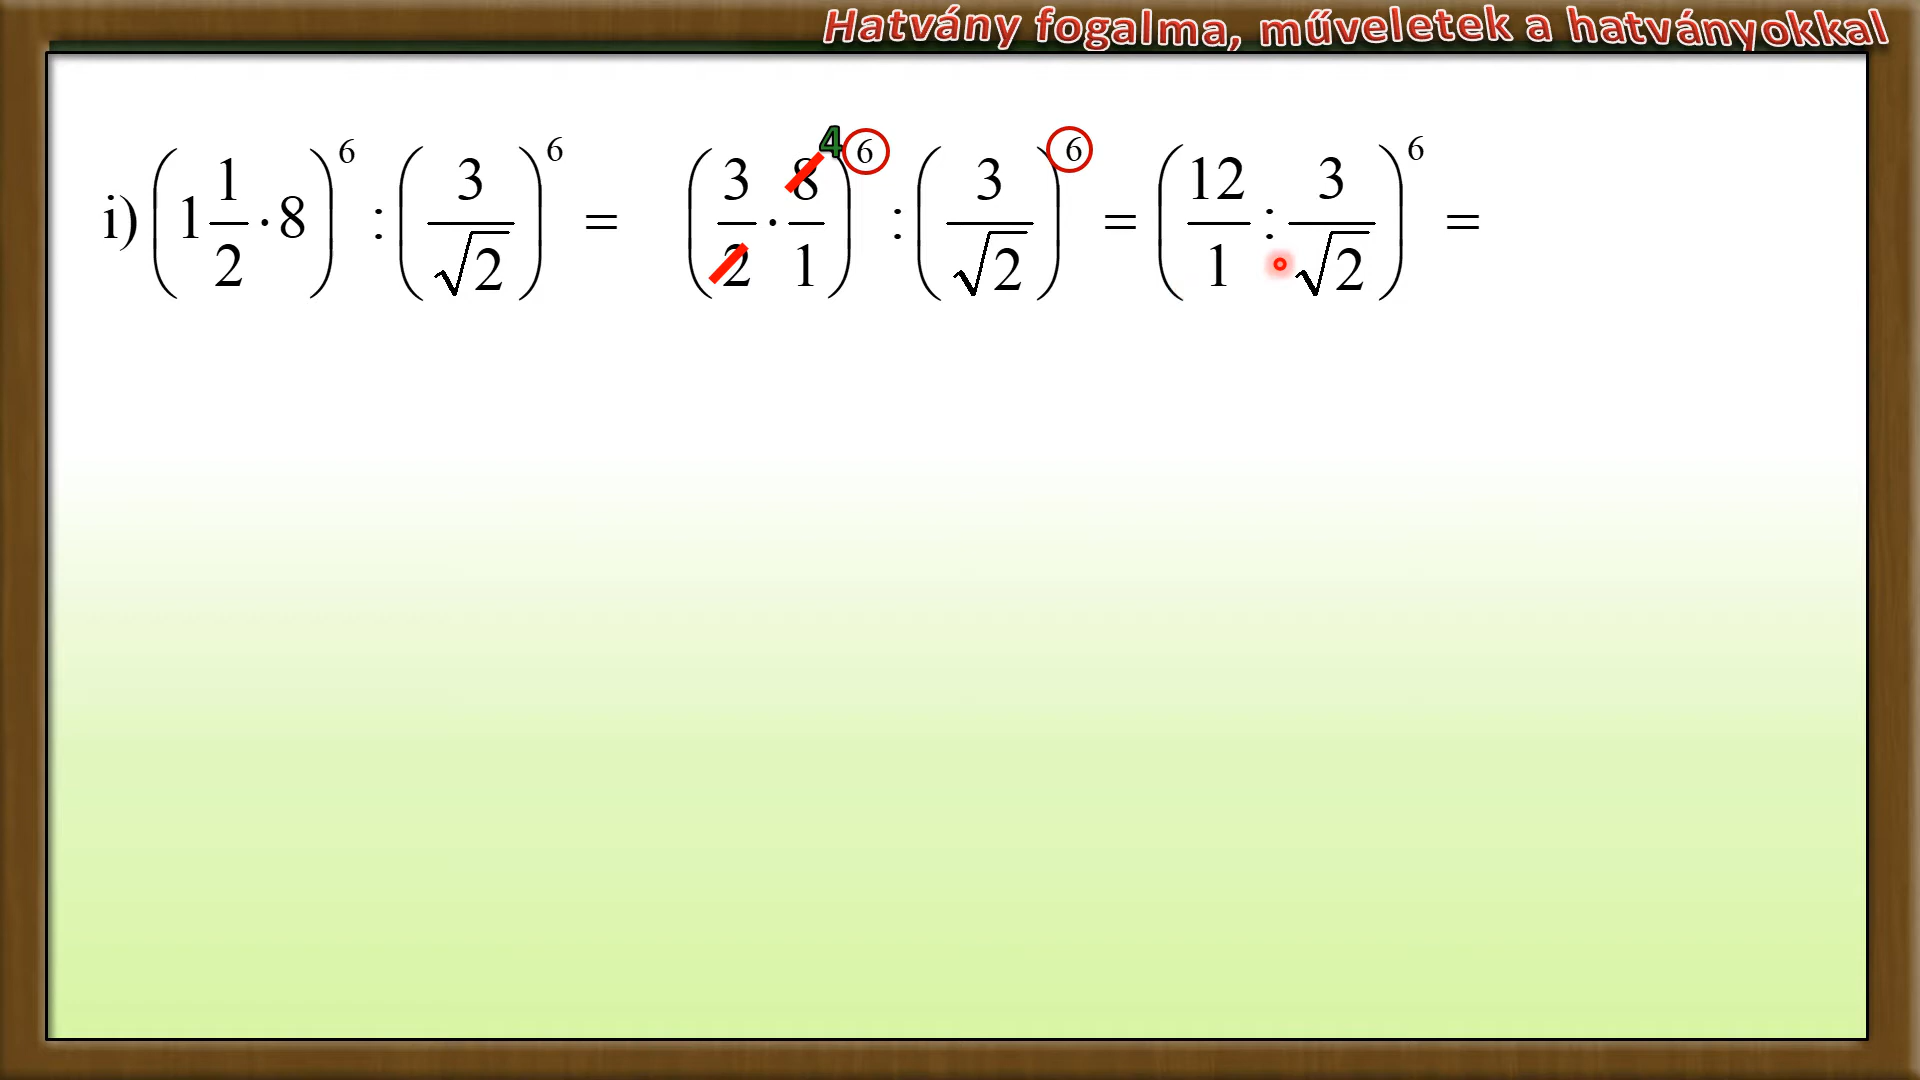 Hatvány fogalma, műveletek a hatványokkal
i) (1 1/2 · 8)^6 : (3/√2)^6 = (3/2 · 8/1)^6 : (3/√2)^6 = (12/1 : 3/√2)^6 =
4